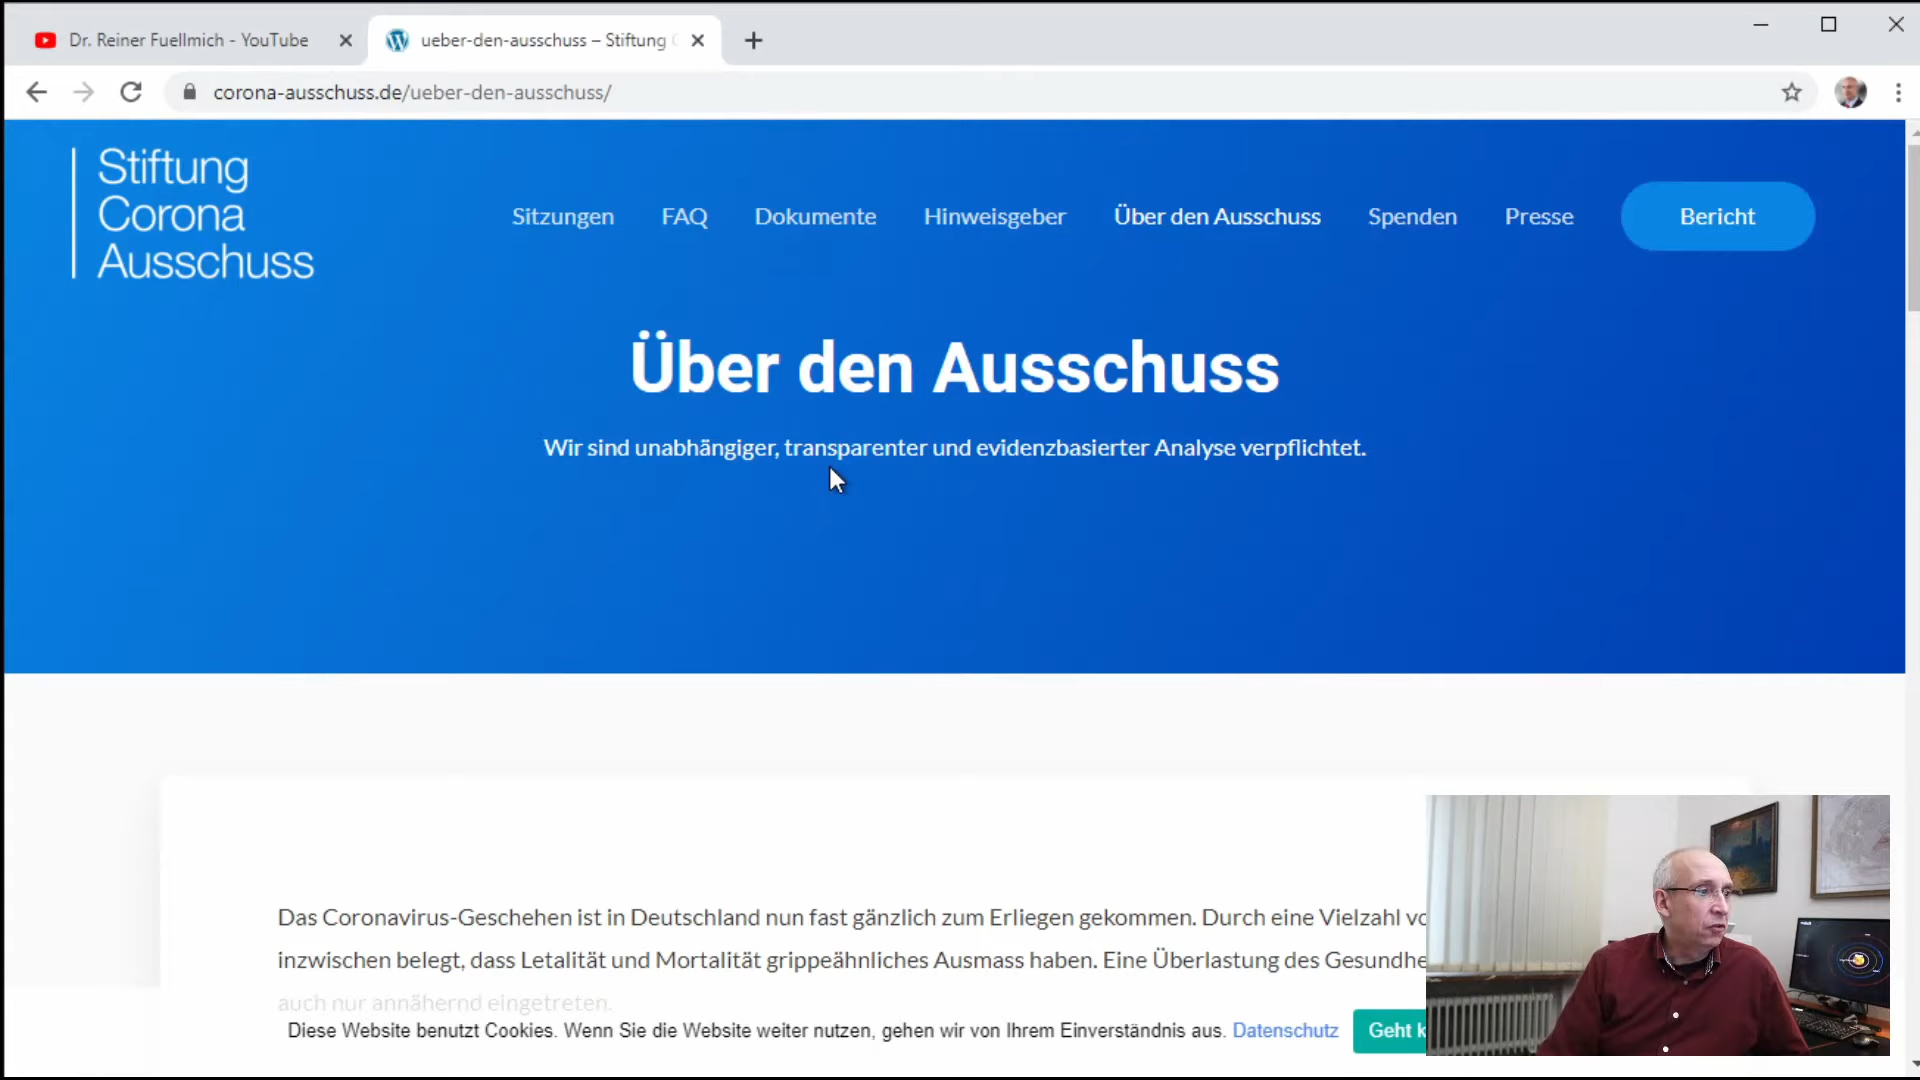 Dr. Reiner Fuellmich - YouTube
ueber-den-ausschuss – Stiftung
corona-ausschuss.de/ueber-den-ausschuss/
Stiftung
Corona
Ausschuss
Sitzungen FAQ Dokumente Hinweisgeber Über den Ausschuss Spenden Presse Bericht
Über den Ausschuss
Wir sind unabhängiger, transparenter und evidenzbasierter Analyse verpflichtet.
Das Coronavirus-Geschehen ist in Deutschland nun fast gänzlich zum Erliegen gekommen. Durch eine Vielzahl
inzwischen belegt, dass Letalität und Mortalität grippeähnliches Ausmass haben. Eine Überlastung des
auch nur annähernd eingetreten.
Diese Website benutzt Cookies. Wenn Sie die Website weiter nutzen, gehen wir von Ihrem Einverständnis aus. Datenschutz Geht